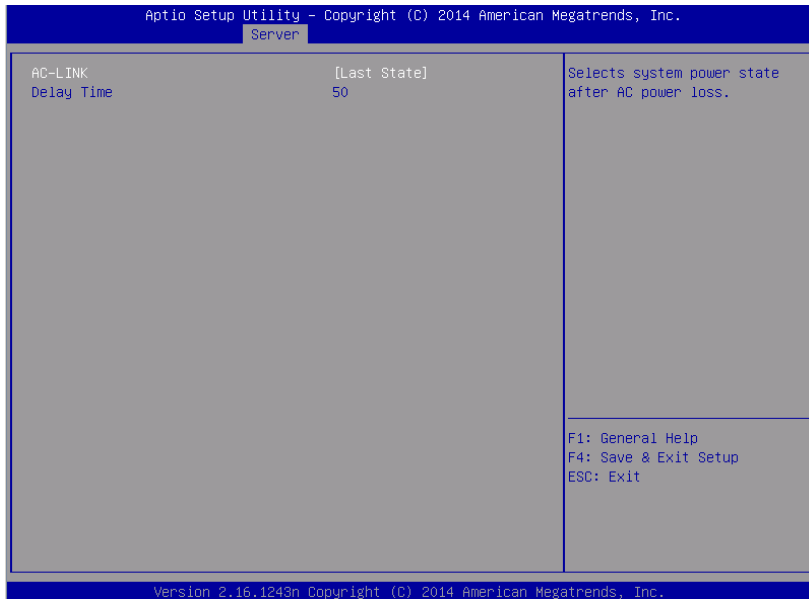 Aptio Setup Utility – Copyright (C) 2014 American Megatrends, Inc.
Server
AC-LINK [Last State]
Delay Time 50
Selects system power state
after AC power loss.
F1: General Help
F4: Save & Exit Setup
ESC: Exit
Version 2.16.1243n Copyright (C) 2014 American Megatrends, Inc.